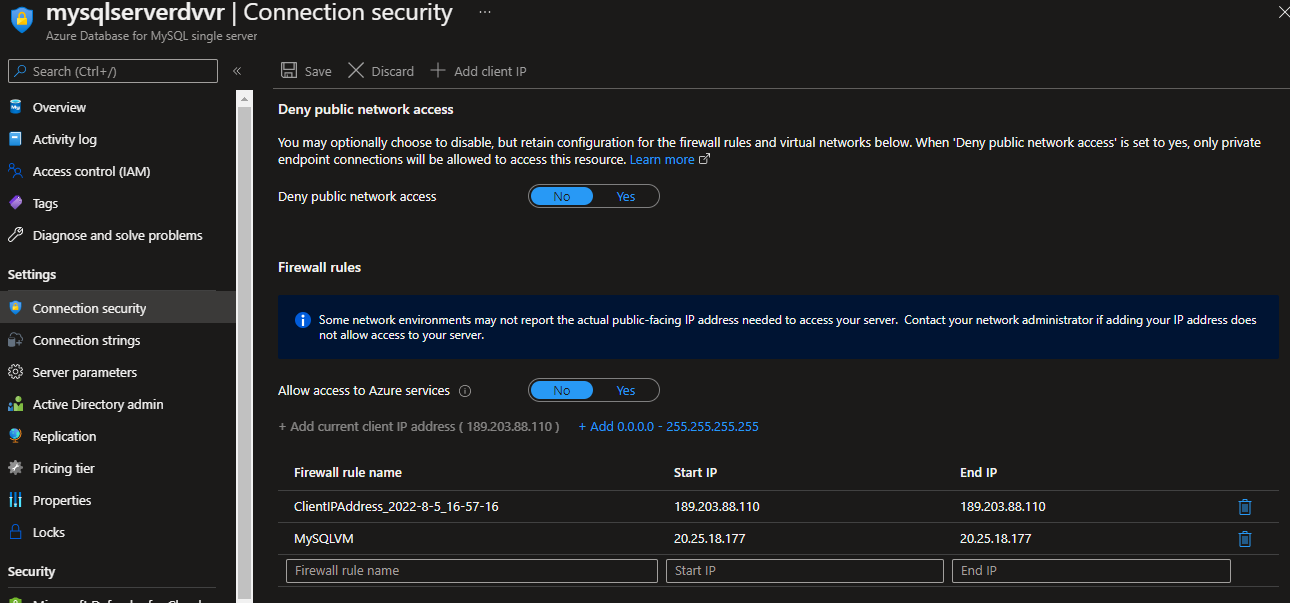 mysqlserverdvvr | Connection security ...
Azure Database for MySQL single server
Search (Ctrl+/)
«
Overview
Activity log
Access control (IAM)
Tags
Diagnose and solve problems
Settings
Connection security
Connection strings
Server parameters
Active Directory admin
Replication
Pricing tier
Properties
Locks
Security
Save Discard + Add client IP
Deny public network access
You may optionally choose to disable, but retain configuration for the firewall rules and virtual networks below. When 'Deny public network access' is set to yes, only private
endpoint connections will be allowed to access this resource. Learn more
Deny public network access No Yes
Firewall rules
Some network environments may not report the actual public-facing IP address needed to access your server. Contact your network administrator if adding your IP address does
not allow access to your server.
Allow access to Azure services No Yes
+ Add current client IP address ( 189.203.88.110 ) + Add 0.0.0.0 - 255.255.255.255
Firewall rule name Start IP End IP
ClientIPAddress_2022-8-5_16-57-16 189.203.88.110 189.203.88.110
MySQLVM 20.25.18.177 20.25.18.177
Firewall rule name Start IP End IP